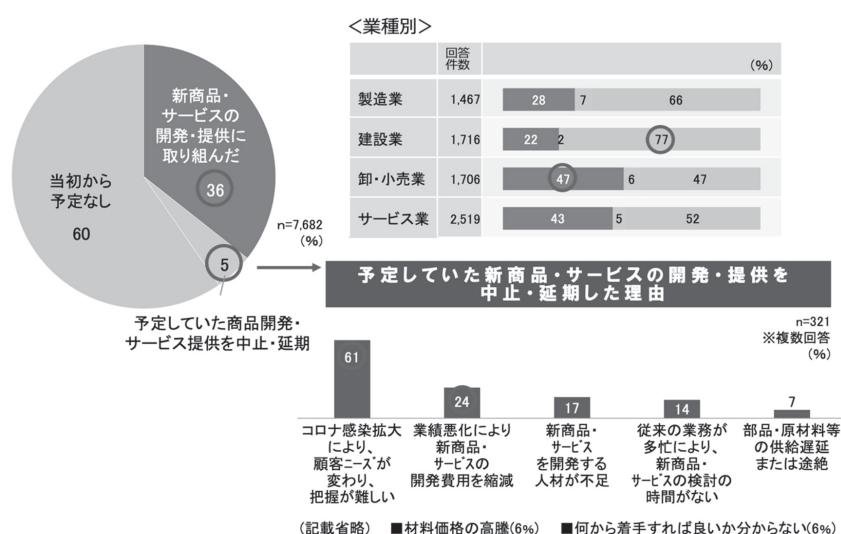 ＜業種別＞
回答
件数
（%）
製造業 1,467 28 7 66
建設業 1,716 22 2 77
卸・小売業 1,706 47 6 47
サービス業 2,519 43 5 52
新商品・
サービスの
開発・提供に
取り組んだ
36
当初から
予定なし
60
5
n=7,682
（%）
予定していた商品開発・
サービス提供を中止・延期
予定していた新商品・サービスの開発・提供を
中止・延期した理由
n=321
※複数回答
（%）
61
24
17
14
7
コロナ感染拡大
により、
顧客ニーズが
変わり、
把握が難しい
業績悪化により
新商品・
サービスの
開発費用を縮減
新商品・
サービス
を開発する
人材が不足
従来の業務が
多忙により、
新商品・
サービスの検討の
時間がない
部品・原材料等
の供給遅延
または途絶
（記載省略） ■材料価格の高騰(6%) ■何から着手すれば良いか分からない(6%)